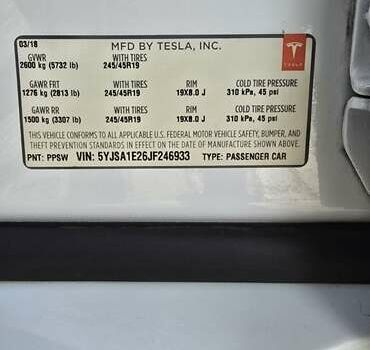 03/18 MFD BY TESLA, INC.
GVWR WITH TIRES
2600 kg (5732 lb) 245/45R19
TESLA
GAWR FRT WITH TIRES RIM COLD TIRE PRESSURE
1276 kg (2813 lb) 245/45R19 19X8.0 J 310 kPa, 45 psi
GAWR RR WITH TIRES RIM COLD TIRE PRESSURE
1500 kg (3307 lb) 245/45R19 19X8.0 J 310 kPa, 45 psi
THIS VEHICLE CONFORMS TO ALL APPLICABLE U.S. FEDERAL MOTOR VEHICLE SAFETY, BUMPER, AND
THEFT PREVENTION STANDARDS IN EFFECT ON THE DATE OF MANUFACTURE SHOWN ABOVE.
PNT: PPSW VIN: 5YJSA1E26JF246933 TYPE: PASSENGER CAR